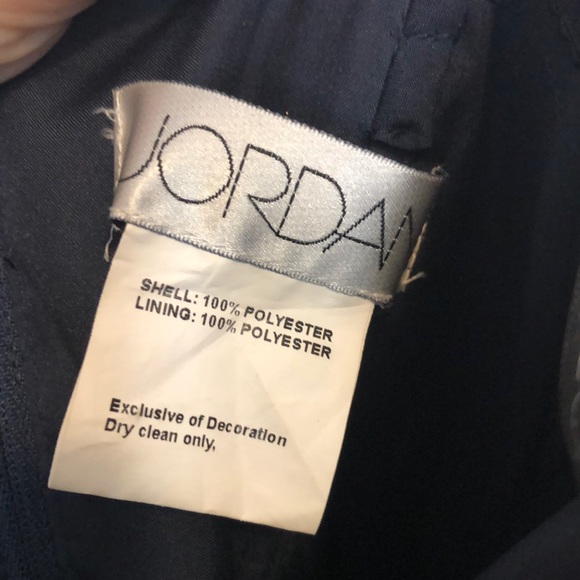 JORDAN
SHELL: 100% POLYESTER
LINING: 100% POLYESTER
Exclusive of Decoration
Dry clean only,